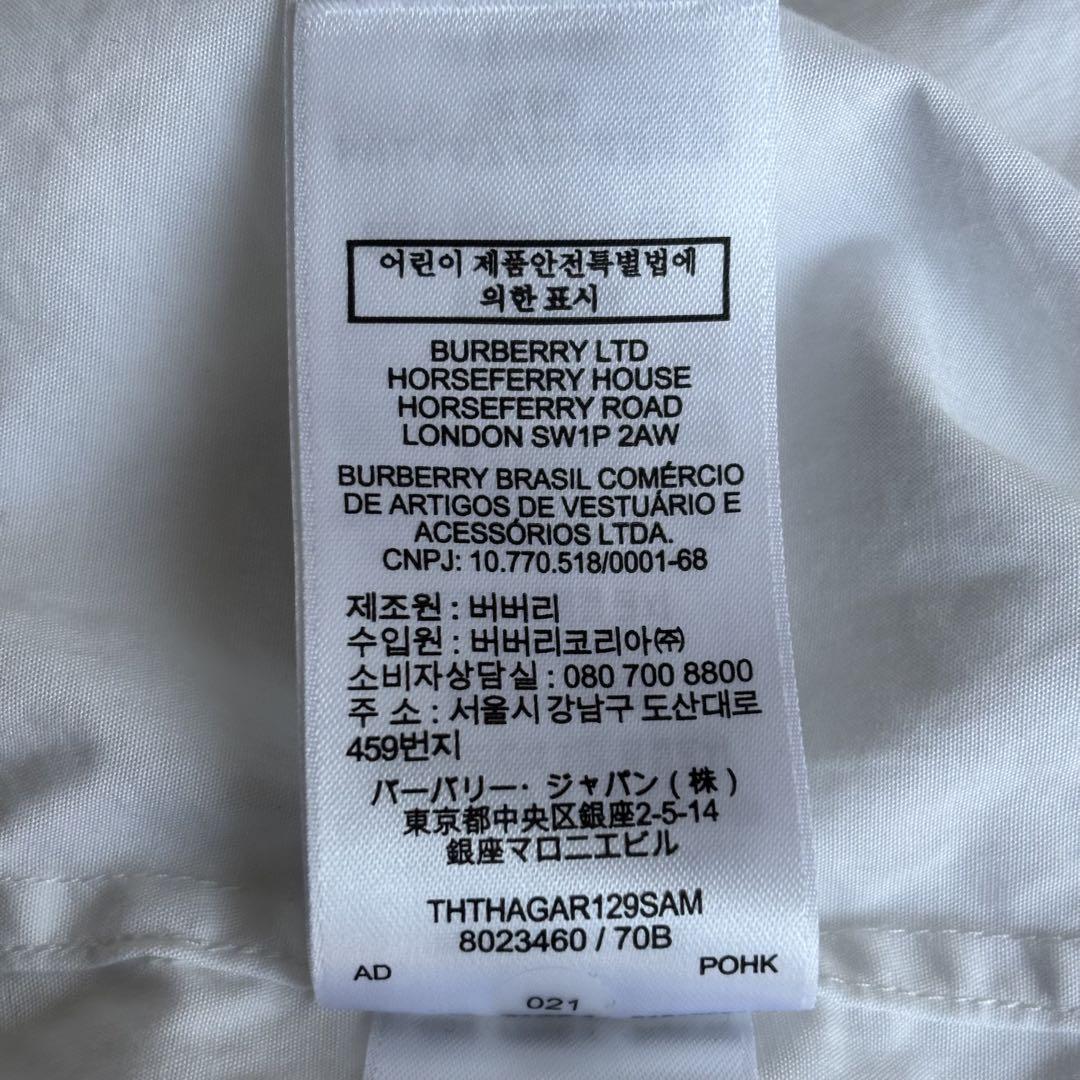 어린이 제품안전특별법에
의한 표시
BURBERRY LTD
HORSEFERRY HOUSE
HORSEFERRY ROAD
LONDON SW1P 2AW
BURBERRY BRASIL COMÉRCIO
DE ARTIGOS DE VESTUÁRIO E
ACESSÓRIOS LTDA.
CNPJ: 10.770.518/0001-68
제조원 : 버버리
수입원 : 버버리코리아㈜
소비자상담실 : 080 700 8800
주 소 : 서울시 강남구 도산대로
459번지
バーバリー・ジャパン ( 株 )
東京都中央区銀座2-5-14
銀座マロニエビル
THTHAGAR129SAM
8023460 / 70B
AD POHK
021